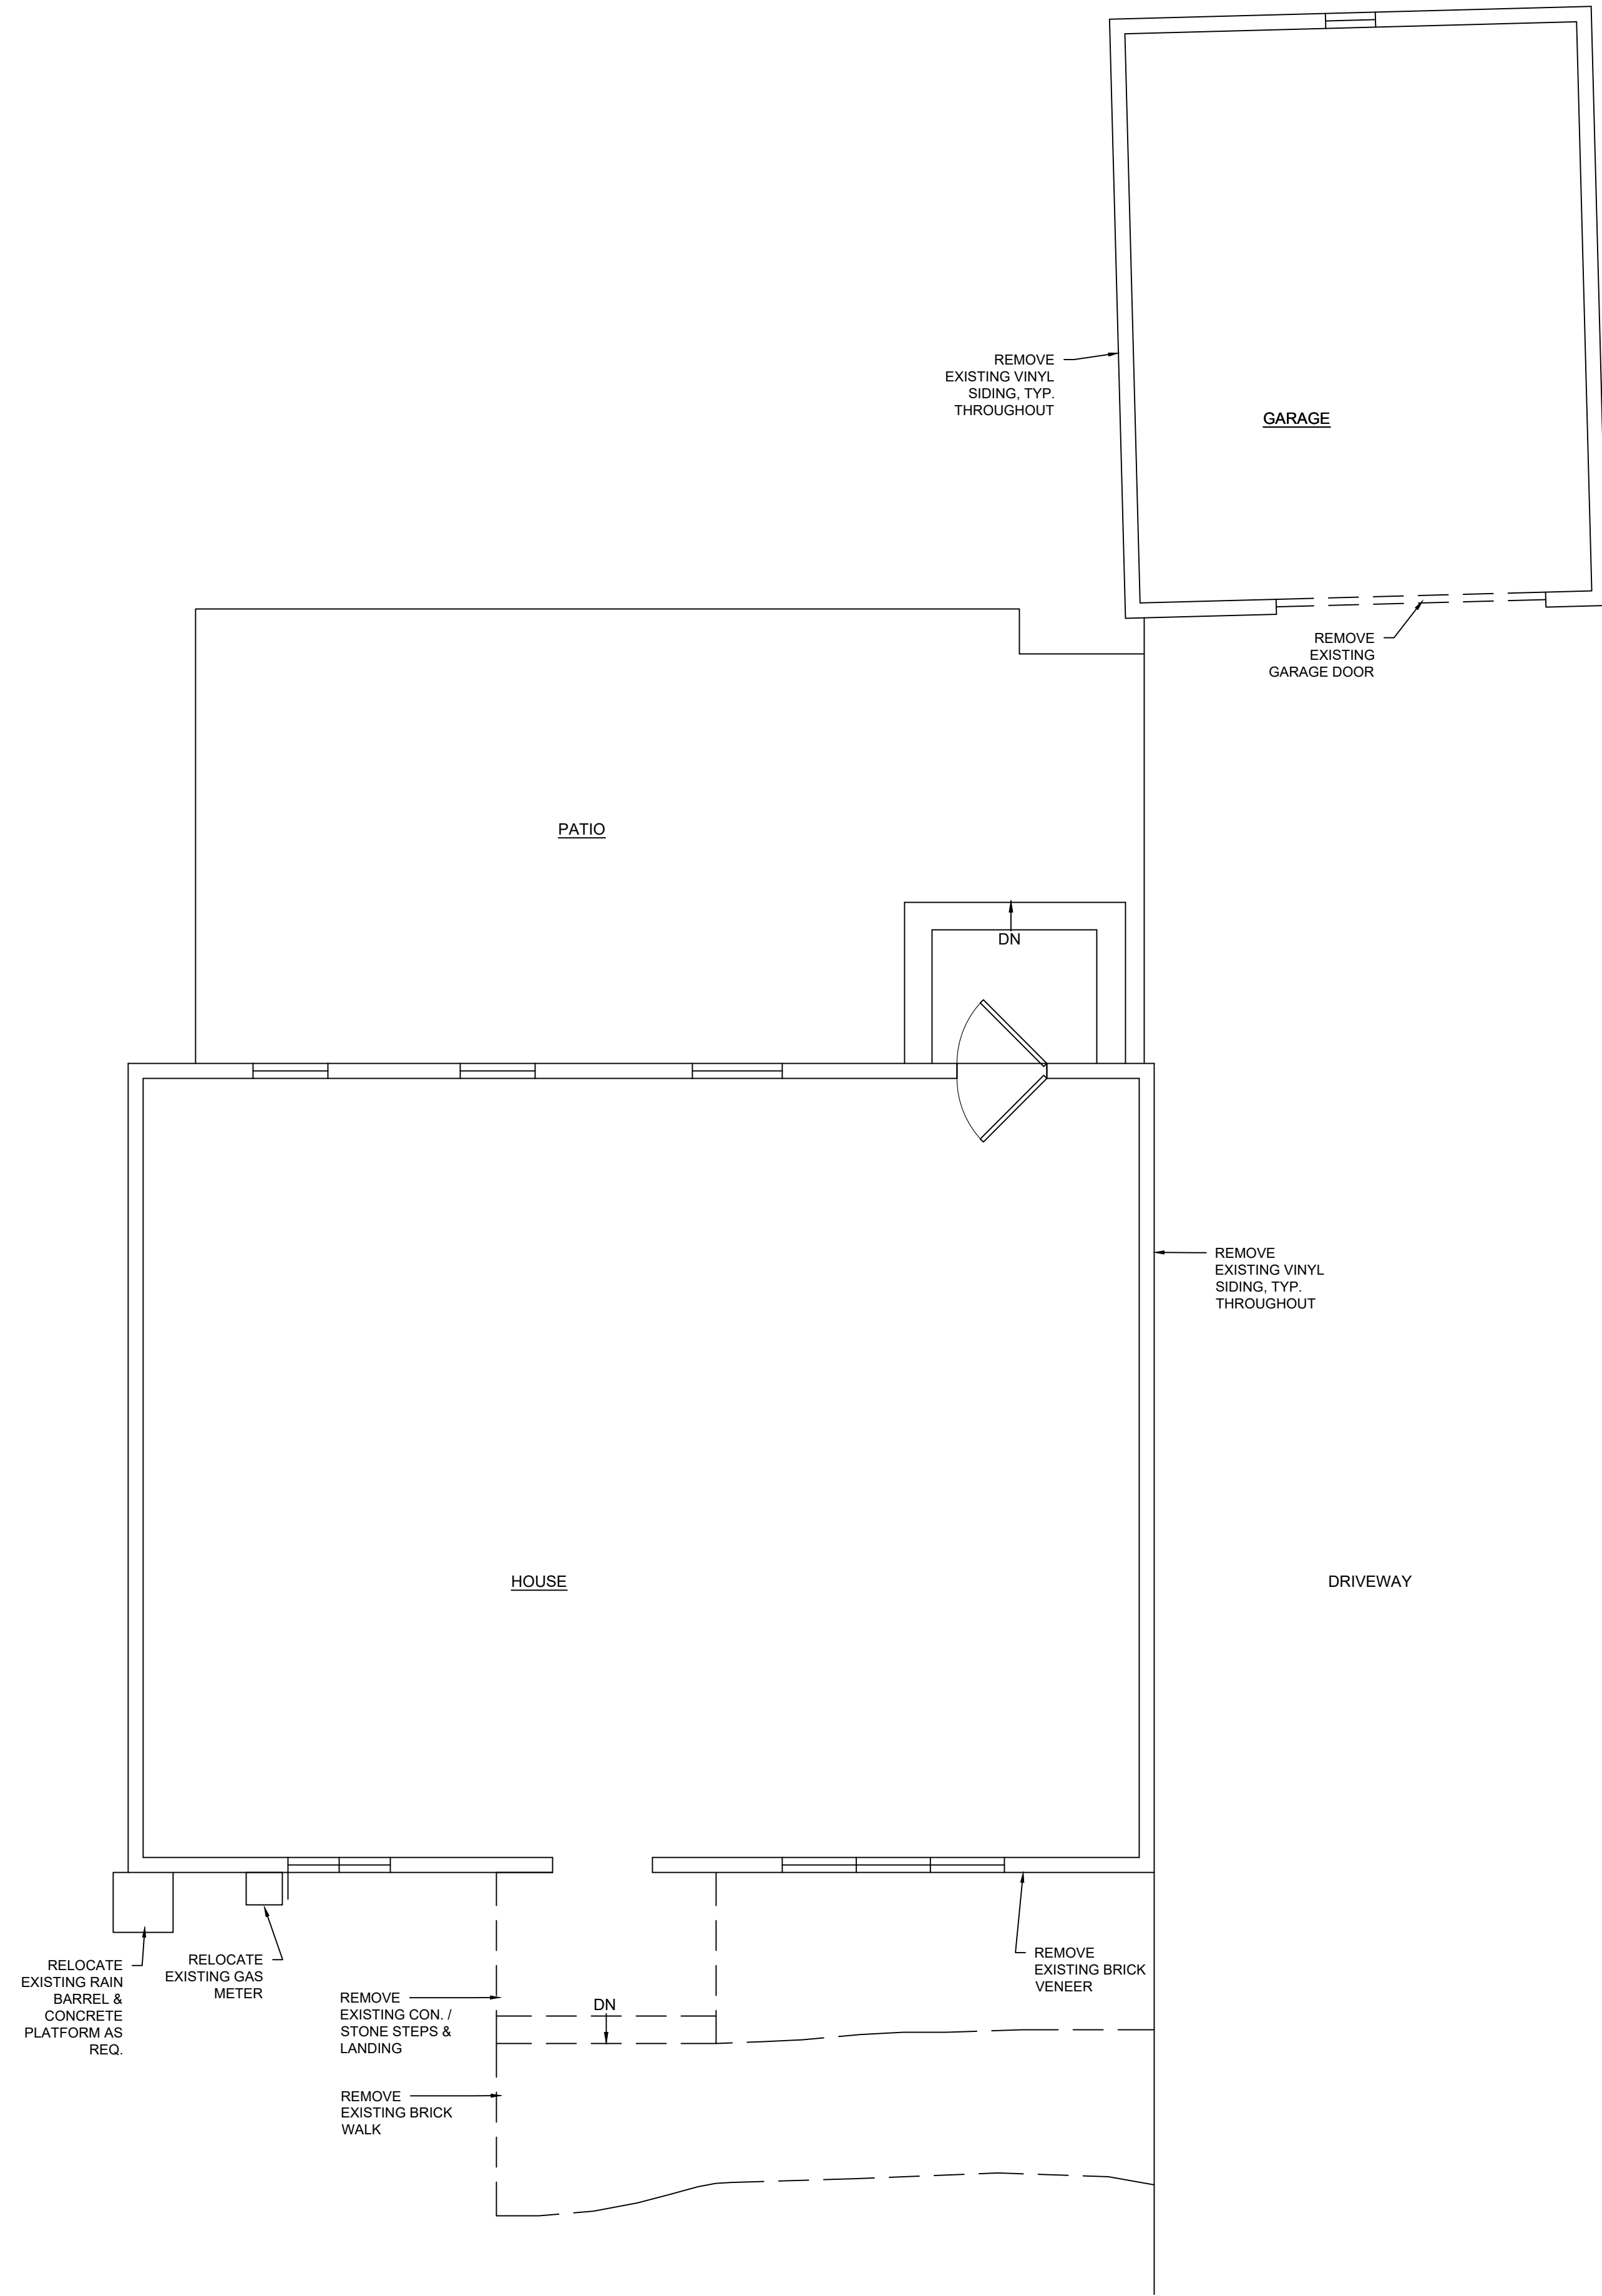 REMOVE
EXISTING VINYL
SIDING, TYP.
THROUGHOUT
GARAGE
REMOVE
EXISTING
GARAGE DOOR
PATIO
DN
REMOVE
EXISTING VINYL
SIDING, TYP.
THROUGHOUT
HOUSE
DRIVEWAY
RELOCATE
EXISTING RAIN
BARREL &
CONCRETE
PLATFORM AS
REQ.
RELOCATE
EXISTING GAS
METER
REMOVE
EXISTING CON. /
STONE STEPS &
LANDING
DN
REMOVE
EXISTING BRICK
VENEER
REMOVE
EXISTING BRICK
WALK